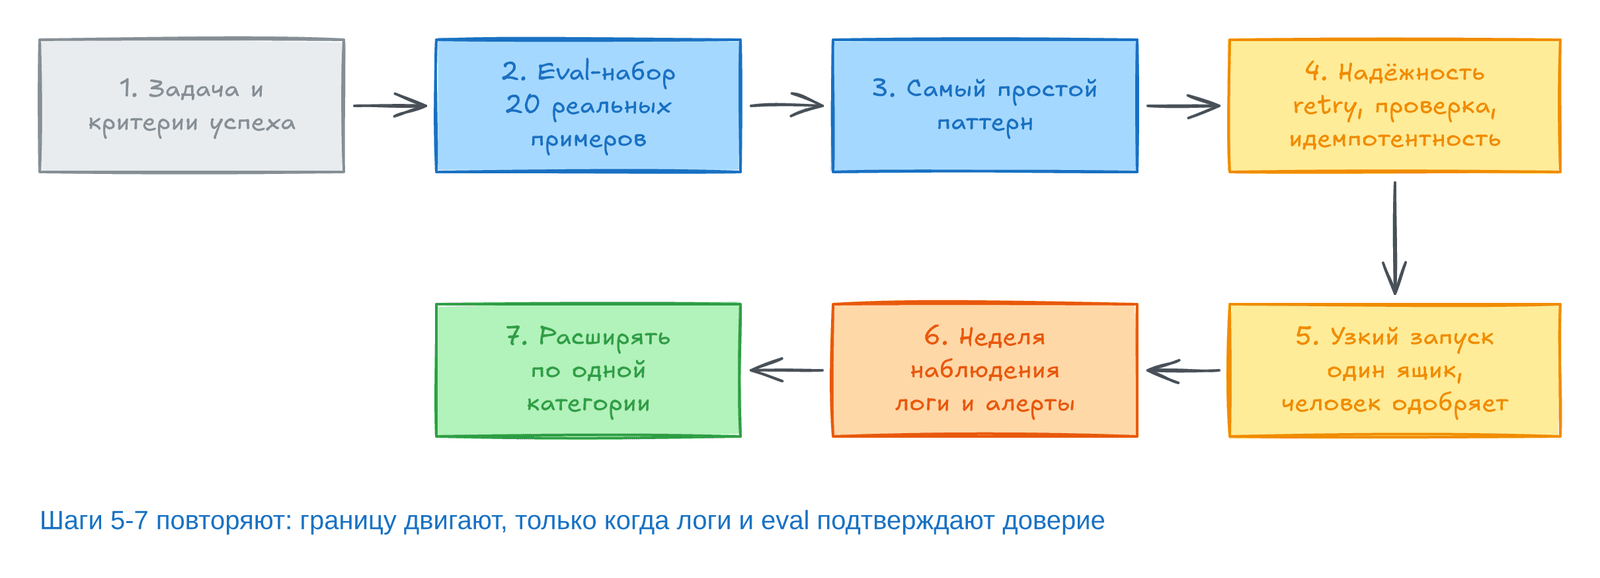 1. Задача и
критерии успеха
2. Eval-набор
20 реальных
примеров
3. Самый простой
паттерн
4. Надёжность
retry, проверка,
идемпотентность
5. Узкий запуск
один ящик,
человек одобряет
6. Неделя
наблюдения
логи и алерты
7. Расширять
по одной
категории
Шаги 5-7 повторяют: границу двигают, только когда логи и eval подтверждают доверие